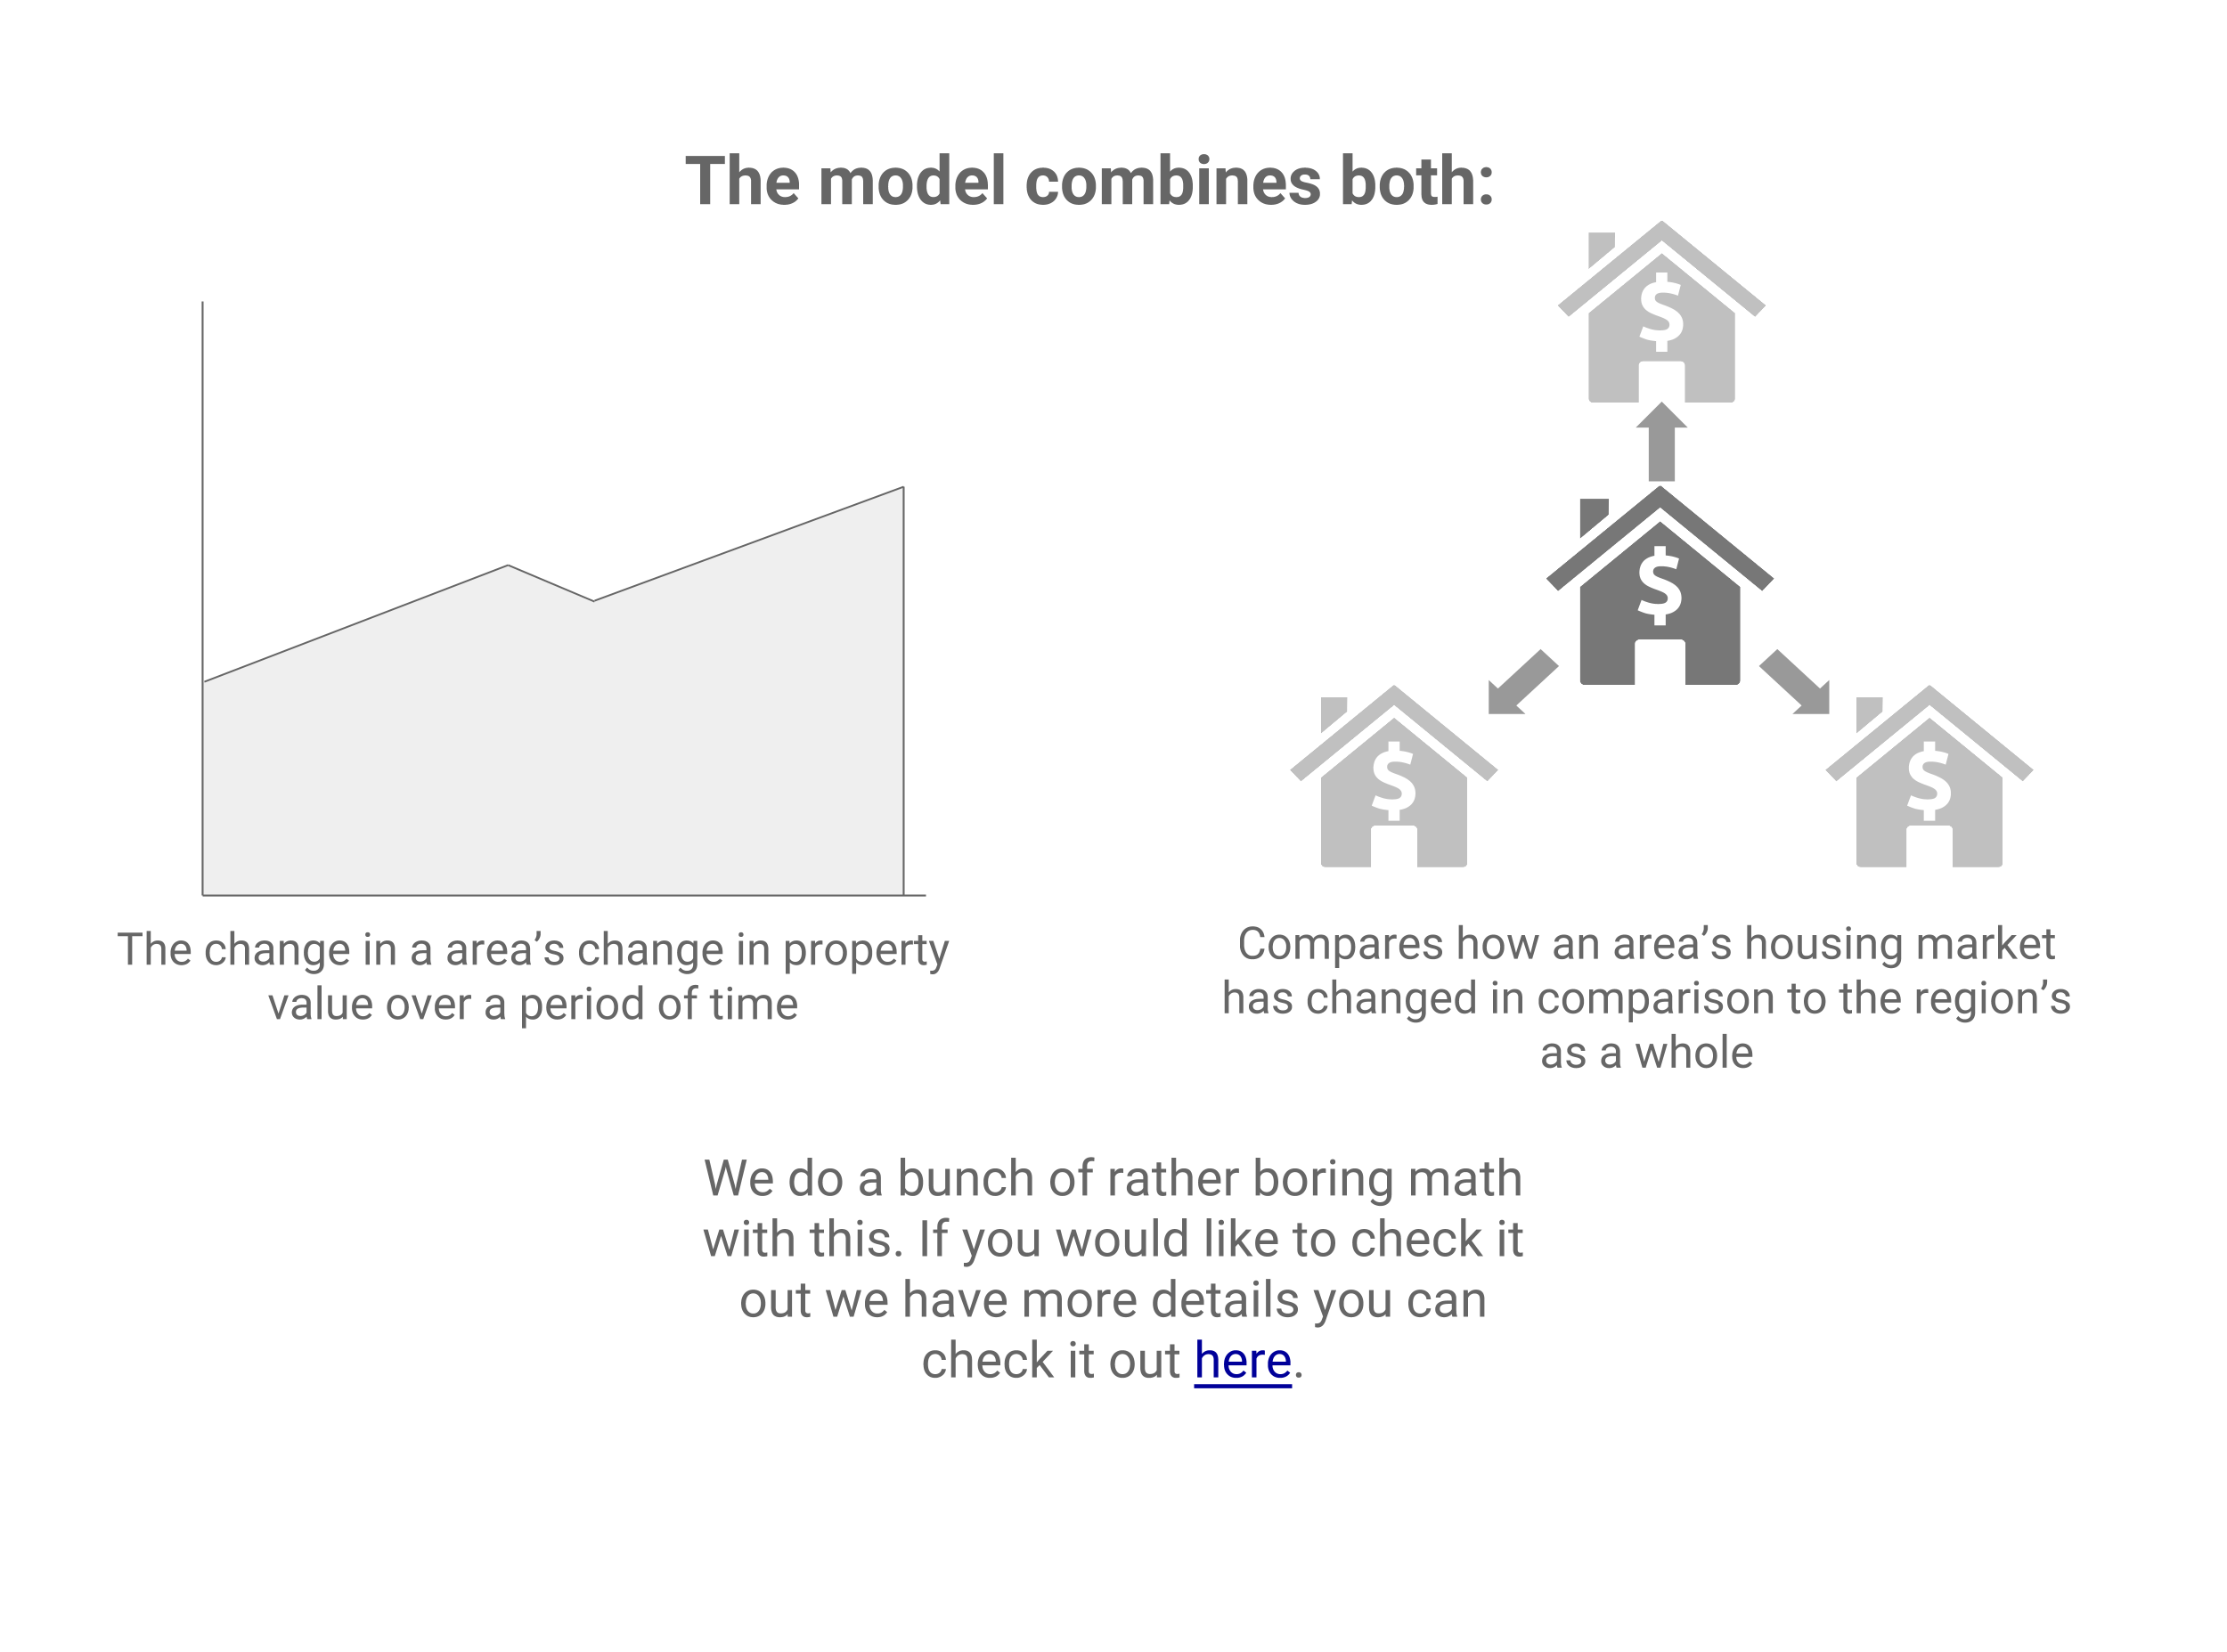 The model combines both:
The change in a area’s change in property
value over a period of time
Compares how an area’s housing market
has changed in comparison to the region’s
as a whole
We do a bunch of rather boring math
with this. If you would like to check it
out we have more details you can
check it out here.